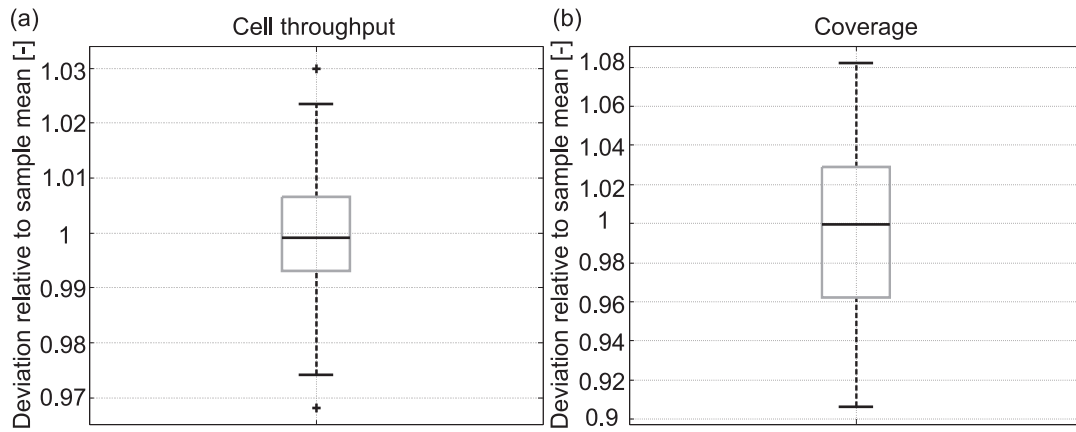 (a)
Cell throughput
Deviation relative to sample mean [-]
1.03
1.02
1.01
1
0.99
0.98
0.97
(b)
Coverage
Deviation relative to sample mean [-]
1.08
1.06
1.04
1.02
1
0.98
0.96
0.94
0.92
0.9